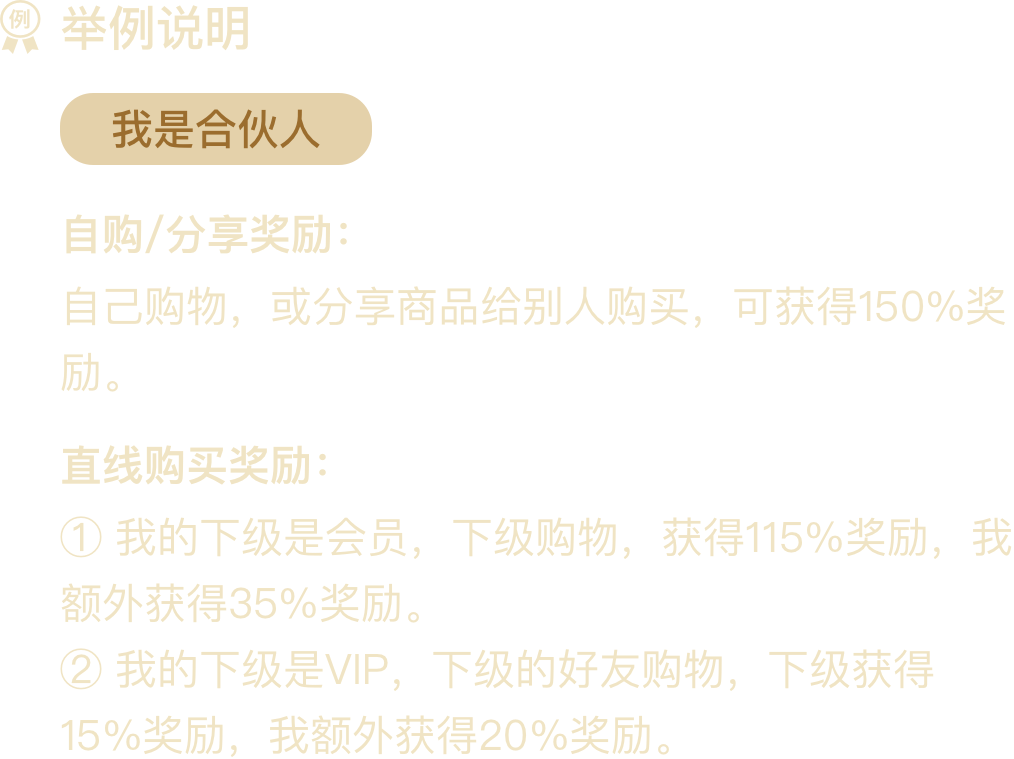 例 举例说明
我是合伙人
自购/分享奖励：
自己购物，或分享商品给别人购买，可获得150%奖
励。
直线购买奖励：
① 我的下级是会员，下级购物，获得115%奖励，我
额外获得35%奖励。
② 我的下级是VIP，下级的好友购物，下级获得
15%奖励，我额外获得20%奖励。